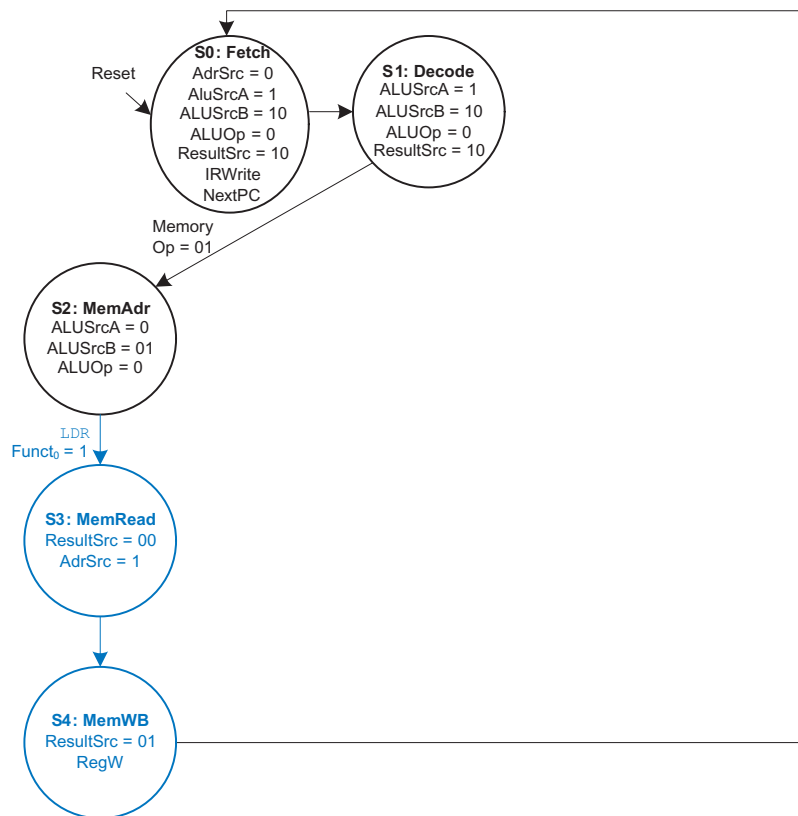 Reset
S0: Fetch
AdrSrc = 0
AluSrcA = 1
ALUSrcB = 10
ALUOp = 0
ResultSrc = 10
IRWrite
NextPC
S1: Decode
ALUSrcA = 1
ALUSrcB = 10
ALUOp = 0
ResultSrc = 10
Memory
Op = 01
S2: MemAdr
ALUSrcA = 0
ALUSrcB = 01
ALUOp = 0
LDR
Funct₀ = 1
S3: MemRead
ResultSrc = 00
AdrSrc = 1
S4: MemWB
ResultSrc = 01
RegW